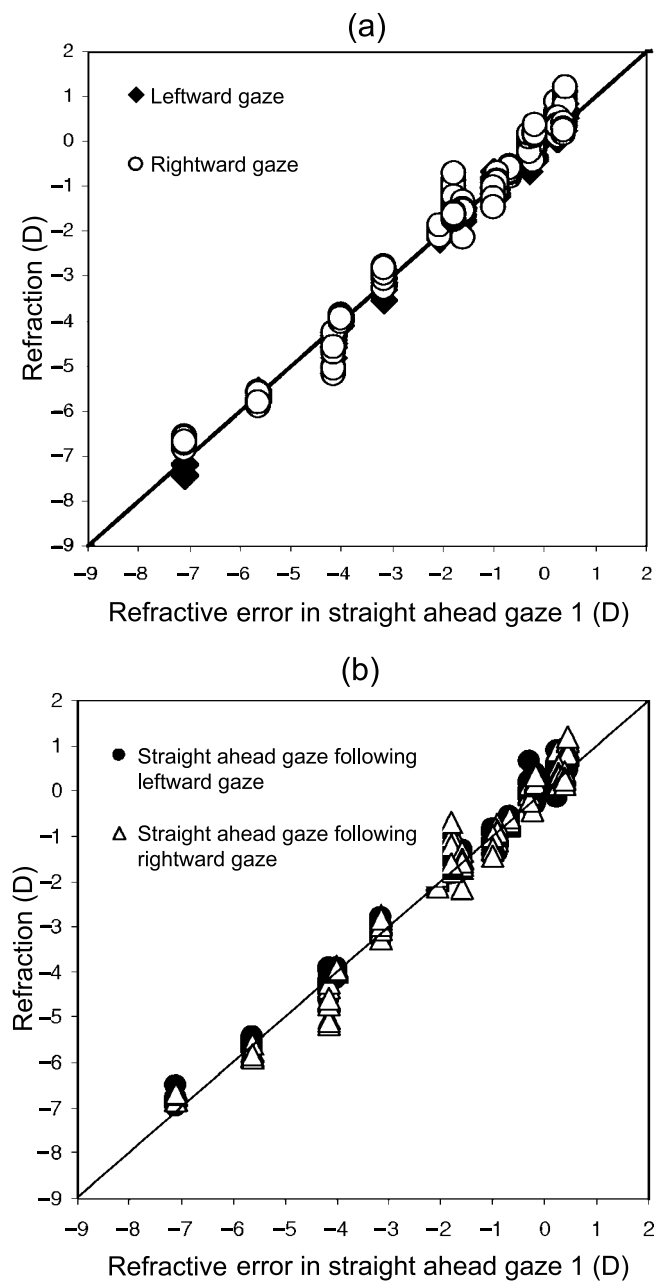 (a)
2
1
0
–1
–2
–3
–4
–5
–6
–7
–8
–9
Refraction (D)
Leftward gaze
Rightward gaze
–9 –8 –7 –6 –5 –4 –3 –2 –1 0 1 2
Refractive error in straight ahead gaze 1 (D)
(b)
2
1
0
–1
–2
–3
–4
–5
–6
–7
–8
–9
Refraction (D)
Straight ahead gaze following
leftward gaze
Straight ahead gaze following
rightward gaze
–9 –8 –7 –6 –5 –4 –3 –2 –1 0 1 2
Refractive error in straight ahead gaze 1 (D)